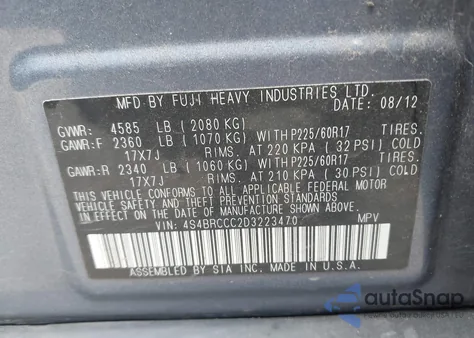 MFD BY FUJI HEAVY INDUSTRIES LTD.
DATE: 08/12
GVWR: 4585 LB ( 2080 KG)
GAWR:F 2360 LB ( 1070 KG) WITH P225/60R17 TIRES.
17X7J RIMS. AT 220 KPA ( 32 PSI) COLD
GAWR:R 2340 LB ( 1060 KG) WITH P225/60R17 TIRES.
17X7J RIMS. AT 210 KPA ( 30 PSI) COLD
THIS VEHICLE CONFORMS TO ALL APPLICABLE FEDERAL MOTOR
VEHICLE SAFETY, BUMPER, AND THEFT PREVENTION STANDARDS
IN EFFECT ON THE DATE OF MANUFACTURE SHOWN ABOVE.
VIN: 4S4BRCCC2D3223470 MPV
ASSEMBLED BY SIA INC. MADE IN U.S.A.
autoSnap